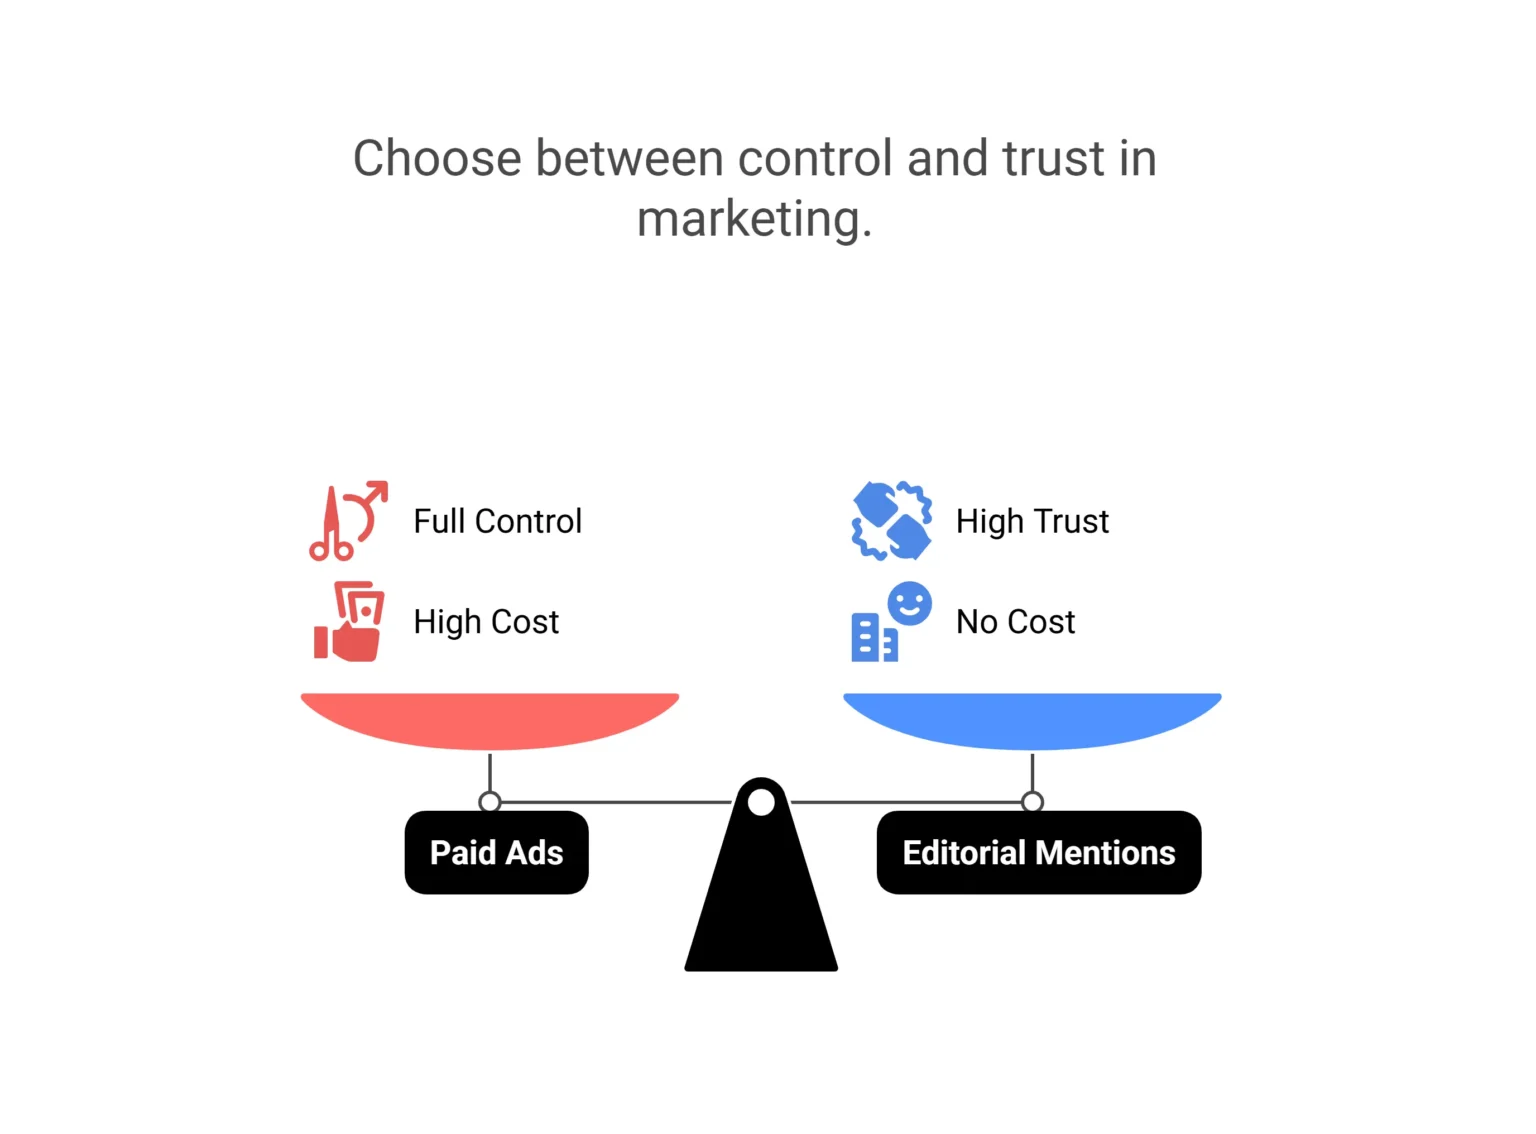 Choose between control and trust in
marketing.
Full Control
High Cost
High Trust
No Cost
Paid Ads
Editorial Mentions